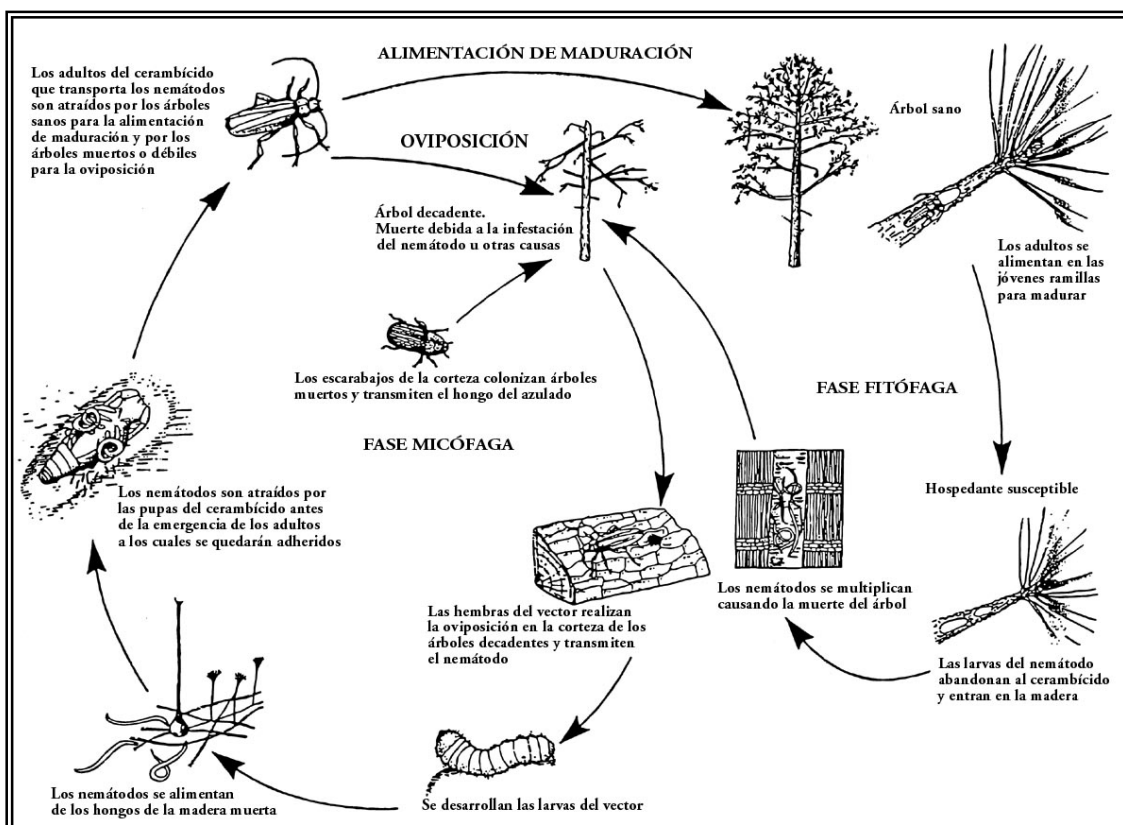 ALIMENTACIÓN DE MADURACIÓN
Los adultos del cerambícido
que transporta los nemátodos
son atraídos por los árboles
sanos para la alimentación
de maduración y por los
árboles muertos o débiles
para la oviposición
OVIPOSICIÓN
Árbol sano
Árbol decadente.
Muerte debida a la infestación
del nemátodo u otras causas
Los adultos se
alimentan en las
jóvenes ramillas
para madurar
Los escarabajos de la corteza colonizan árboles
muertos y transmiten el hongo del azulado
FASE FITÓFAGA
FASE MICÓFAGA
Hospedante susceptible
Los nemátodos son atraídos por
las pupas del cerambícido antes
de la emergencia de los adultos
a los cuales se quedarán adheridos
Los nemátodos se multiplican
causando la muerte del árbol
Las hembras del vector realizan
la oviposición en la corteza de los
árboles decadentes y transmiten
el nemátodo
Las larvas del nemátodo
abandonan al cerambícido
y entran en la madera
Los nemátodos se alimentan
de los hongos de la madera muerta
Se desarrollan las larvas del vector